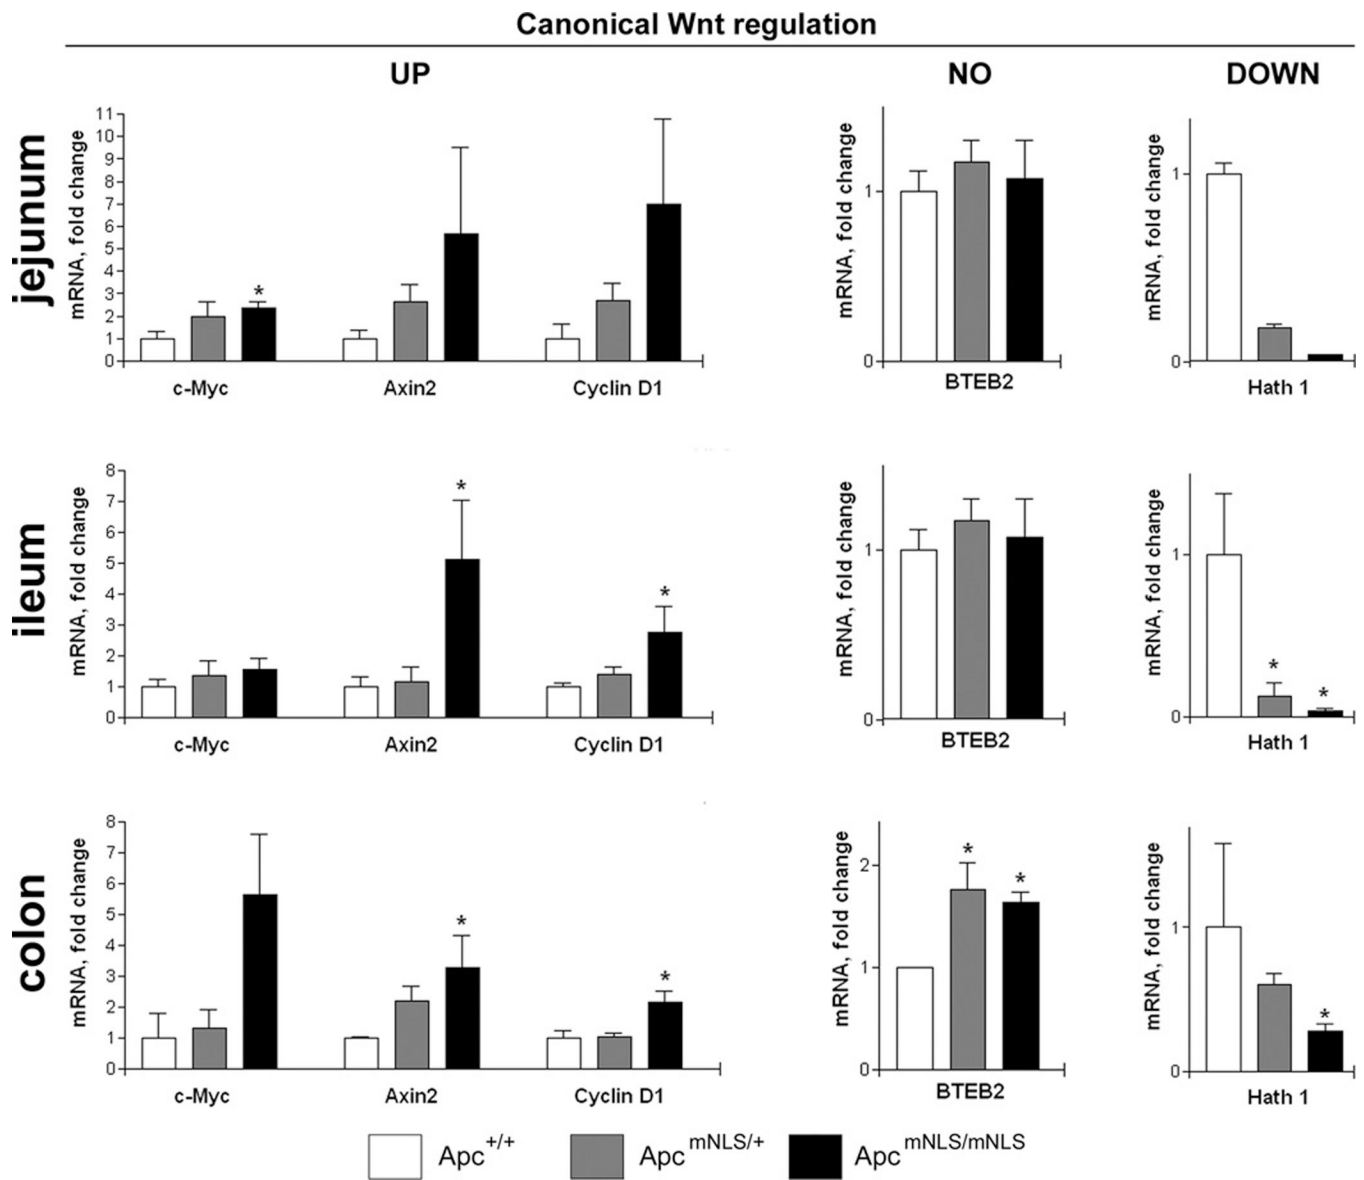 Canonical Wnt regulation
UP NO DOWN
jejunum
mRNA, fold change
11
10
9
8
7
6
5
4
3
2
1
0
*
c-Myc Axin2 Cyclin D1
mRNA, fold change
1
0
BTEB2
mRNA, fold change
1
0
Hath 1
ileum
mRNA, fold change
8
7
6
5
4
3
2
1
0
* *
c-Myc Axin2 Cyclin D1
mRNA, fold change
1
0
BTEB2
mRNA, fold change
1
0
* *
Hath 1
colon
mRNA, fold change
8
7
6
5
4
3
2
1
0
* *
c-Myc Axin2 Cyclin D1
mRNA, fold change
2
1
0
* *
BTEB2
mRNA, fold change
1
0
*
Hath 1
Apc+/+ ApcmNLS/+ ApcmNLS/mNLS